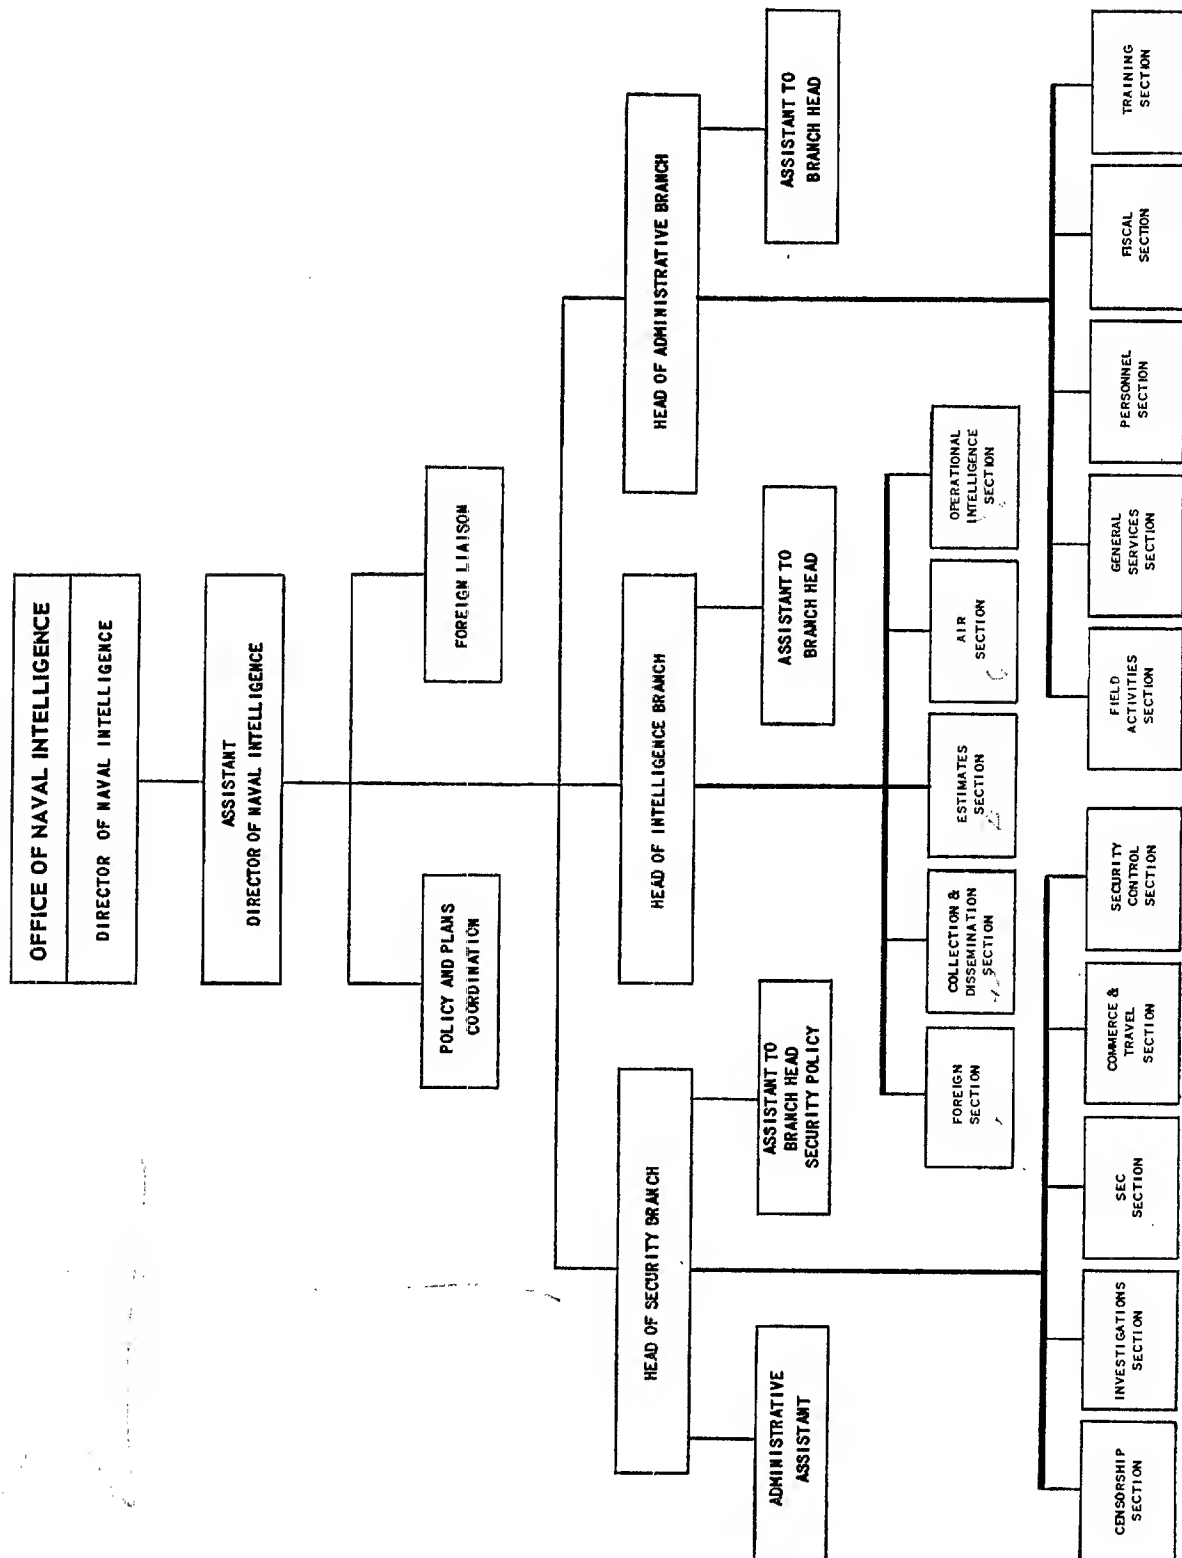 OFFICE OF NAVAL INTELLIGENCE
DIRECTOR OF NAVAL INTELLIGENCE
ASSISTANT
DIRECTOR OF NAVAL INTELLIGENCE
POLICY AND PLANS
COORDINATION
FOREIGN LIAISON
HEAD OF SECURITY BRANCH
HEAD OF INTELLIGENCE BRANCH
HEAD OF ADMINISTRATIVE BRANCH
ADMINISTRATIVE
ASSISTANT
ASSISTANT TO
BRANCH HEAD
SECURITY POLICY
ASSISTANT TO
BRANCH HEAD
ASSISTANT TO
BRANCH HEAD
FOREIGN
SECTION
COLLECTION &
DISSEMINATION
SECTION
ESTIMATES
SECTION
AIR
SECTION
OPERATIONAL
INTELLIGENCE
SECTION
CENSORSHIP
SECTION
INVESTIGATIONS
SECTION
SEC
SECTION
COMMERCE &
TRAVEL
SECTION
SECURITY
CONTROL
SECTION
FIELD
ACTIVITIES
SECTION
GENERAL
SERVICES
SECTION
PERSONNEL
SECTION
FISCAL
SECTION
TRAINING
SECTION